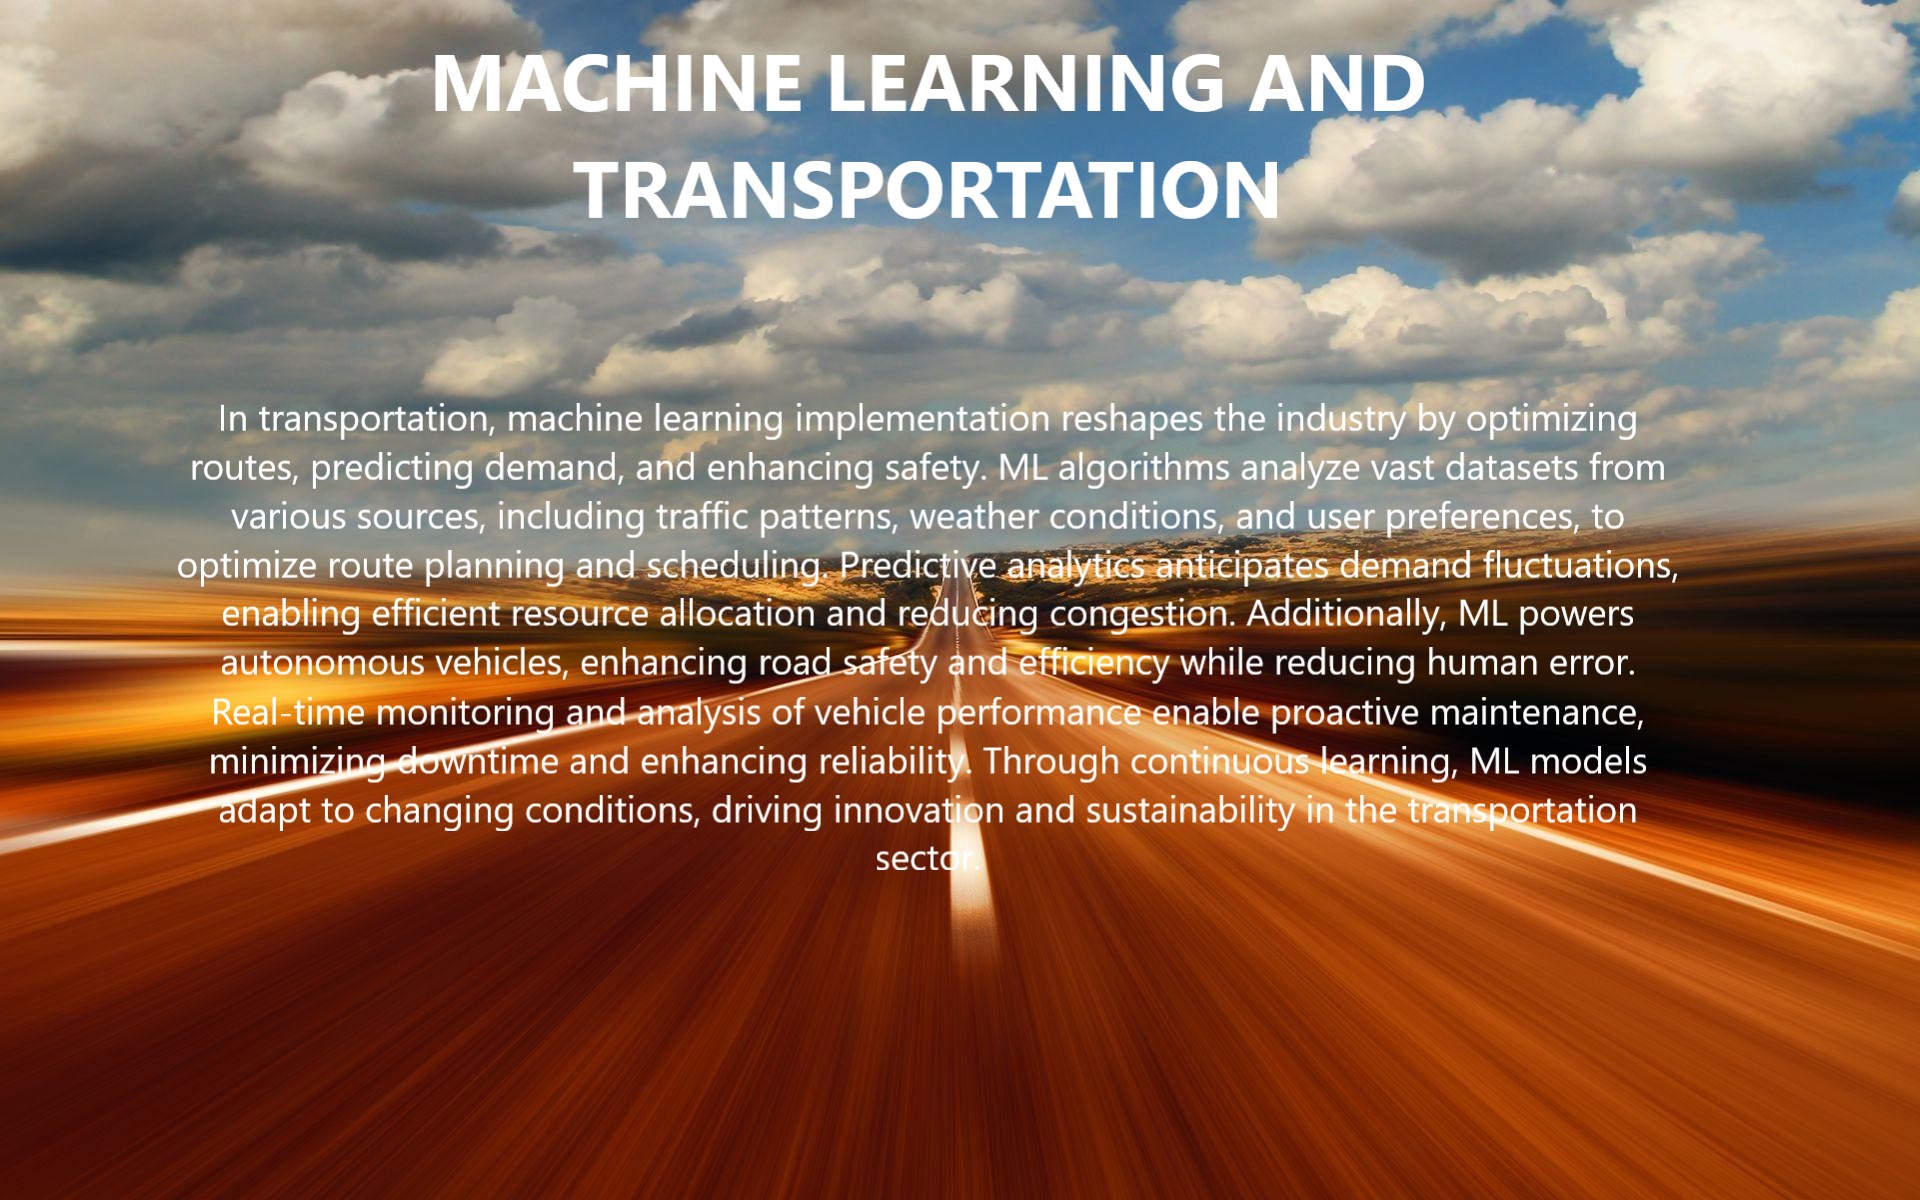 MACHINE LEARNING AND
TRANSPORTATION
In transportation, machine learning implementation reshapes the industry by optimizing
routes, predicting demand, and enhancing safety. ML algorithms analyze vast datasets from
various sources, including traffic patterns, weather conditions, and user preferences, to
optimize route planning and scheduling. Predictive analytics anticipates demand fluctuations,
enabling efficient resource allocation and reducing congestion. Additionally, ML powers
autonomous vehicles, enhancing road safety and efficiency while reducing human error.
Real-time monitoring and analysis of vehicle performance enable proactive maintenance,
minimizing downtime and enhancing reliability. Through continuous learning, ML models
adapt to changing conditions, driving innovation and sustainability in the transportation
sector.